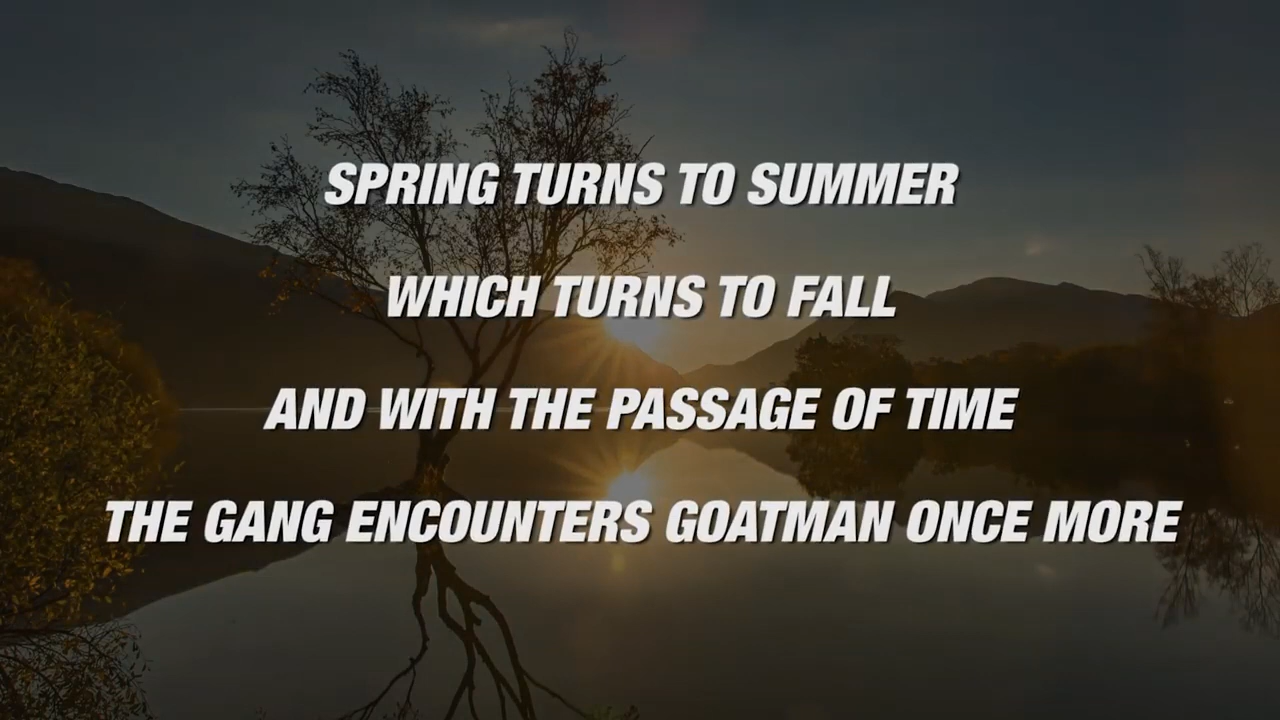 SPRING TURNS TO SUMMER
WHICH TURNS TO FALL
AND WITH THE PASSAGE OF TIME
THE GANG ENCOUNTERS GOATMAN ONCE MORE